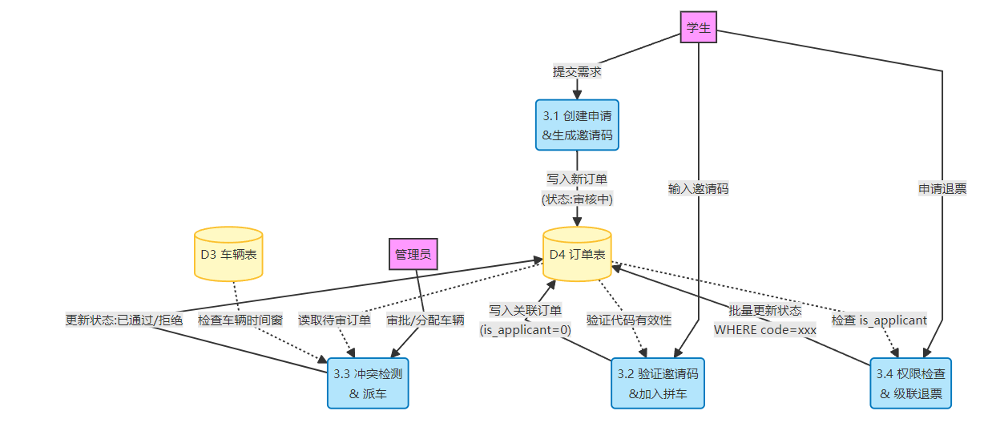 学生
提交需求
3.1 创建申请
&生成邀请码
写入新订单
(状态:审核中)
输入邀请码
申请退票
D3 车辆表
管理员
D4 订单表
更新状态:已通过/拒绝
检查车辆时间窗
读取待审订单
审批/分配车辆
写入关联订单
(is_applicant=0)
验证代码有效性
批量更新状态
WHERE code=xxx
检查 is_applicant
3.3 冲突检测
& 派车
3.2 验证邀请码
&加入拼车
3.4 权限检查
& 级联退票